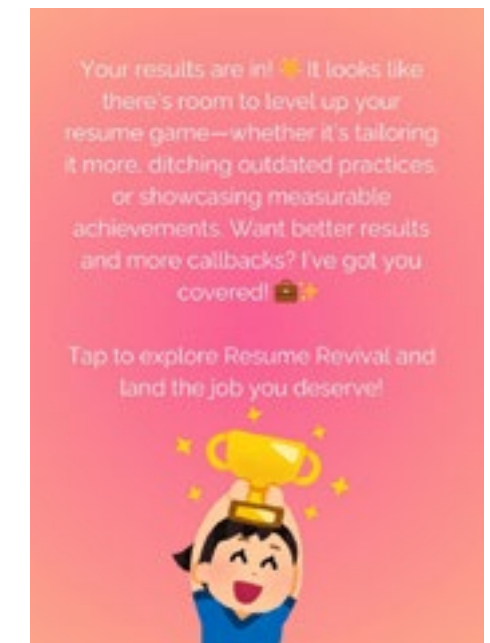 Your results are in! 🌟 It looks like
there's room to level up your
resume game—whether it's tailoring
it more, ditching outdated practices,
or showcasing measurable
achievements. Want better results
and more callbacks? I've got you
covered! 💼✨
Tap to explore Resume Revival and
land the job you deserve!